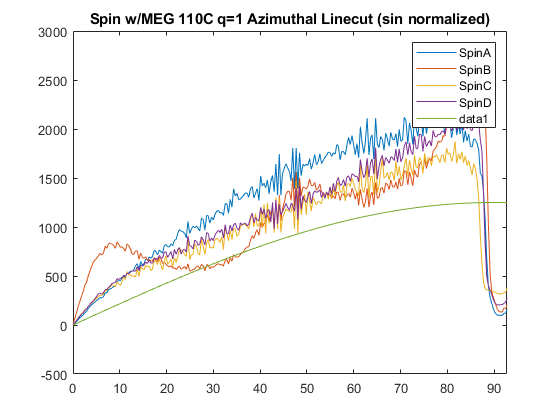 Spin w/MEG 110C q=1 Azimuthal Linecut (sin normalized)
3000
2500
2000
1500
1000
500
0
-500
0 10 20 30 40 50 60 70 80 90
SpinA
SpinB
SpinC
SpinD
data1